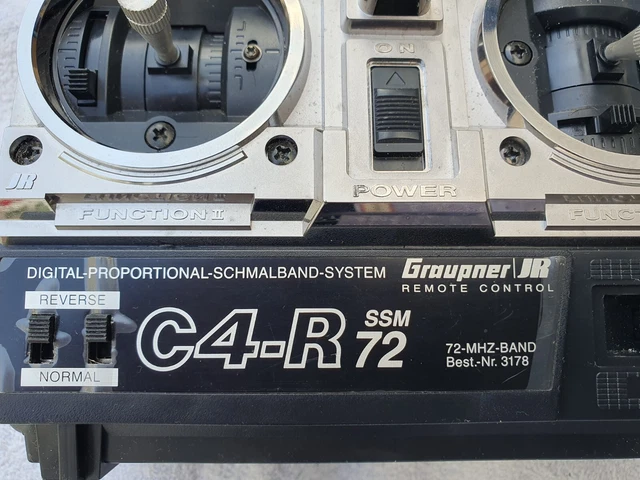 ON
POWER
JR
FUNCTION II
FUNC
DIGITAL-PROPORTIONAL-SCHMALBAND-SYSTEM
Graupner JR
REMOTE CONTROL
REVERSE
NORMAL
C4-R SSM 72
72-MHZ-BAND
Best.-Nr. 3178